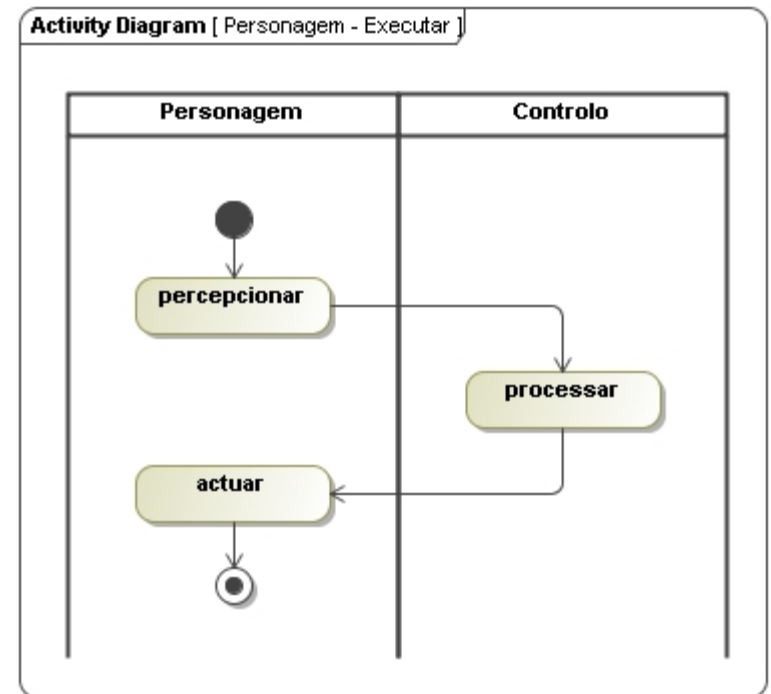 Activity Diagram [ Personagem - Executar ]
Personagem
Controlo
percepcionar
processar
actuar